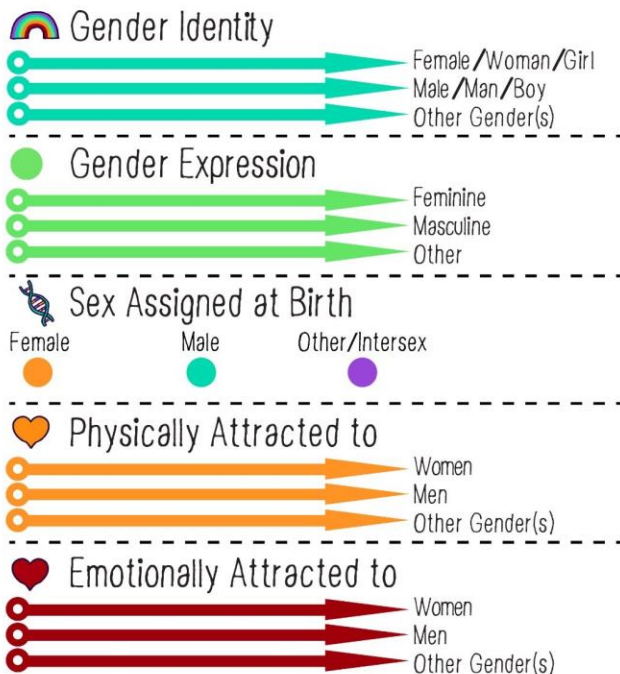 Gender Identity
Female/Woman/Girl
Male/Man/Boy
Other Gender(s)
Gender Expression
Feminine
Masculine
Other
Sex Assigned at Birth
Female Male Other/Intersex
Physically Attracted to
Women
Men
Other Gender(s)
Emotionally Attracted to
Women
Men
Other Gender(s)